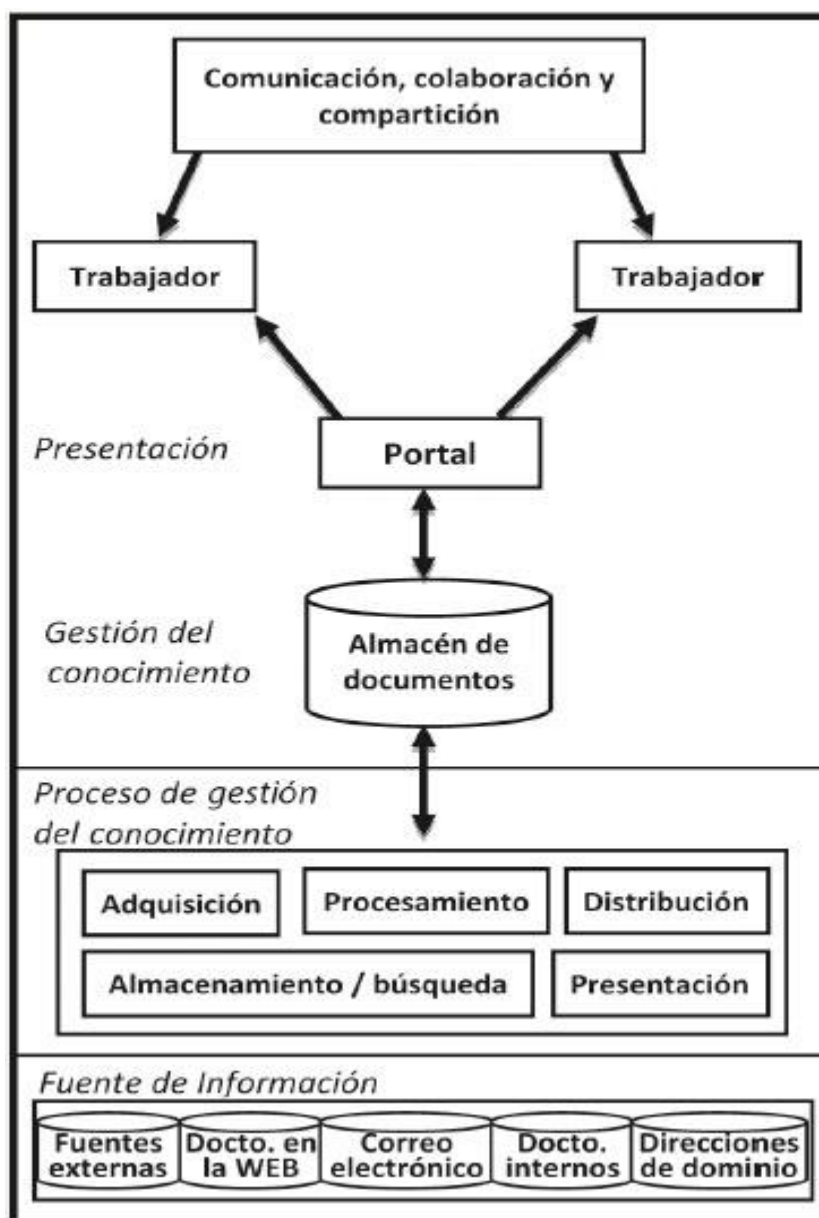 Comunicación, colaboración y
compartición
Trabajador
Trabajador
Presentación
Portal
Gestión del
conocimiento
Almacén de
documentos
Proceso de gestión
del conocimiento
Adquisición
Procesamiento
Distribución
Almacenamiento / búsqueda
Presentación
Fuente de Información
Fuentes
externas
Docto. en
la WEB
Correo
electrónico
Docto.
internos
Direcciones
de dominio